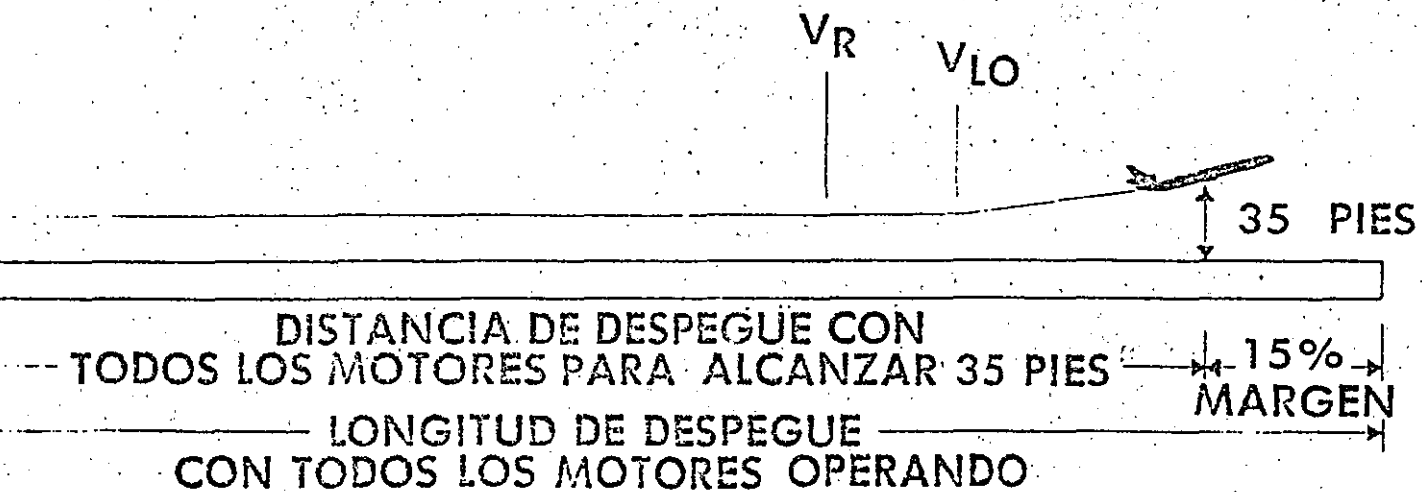 VR
VLO
35 PIES
DISTANCIA DE DESPEGUE CON
TODOS LOS MOTORES PARA ALCANZAR 35 PIES
15%
MARGEN
LONGITUD DE DESPEGUE
CON TODOS LOS MOTORES OPERANDO